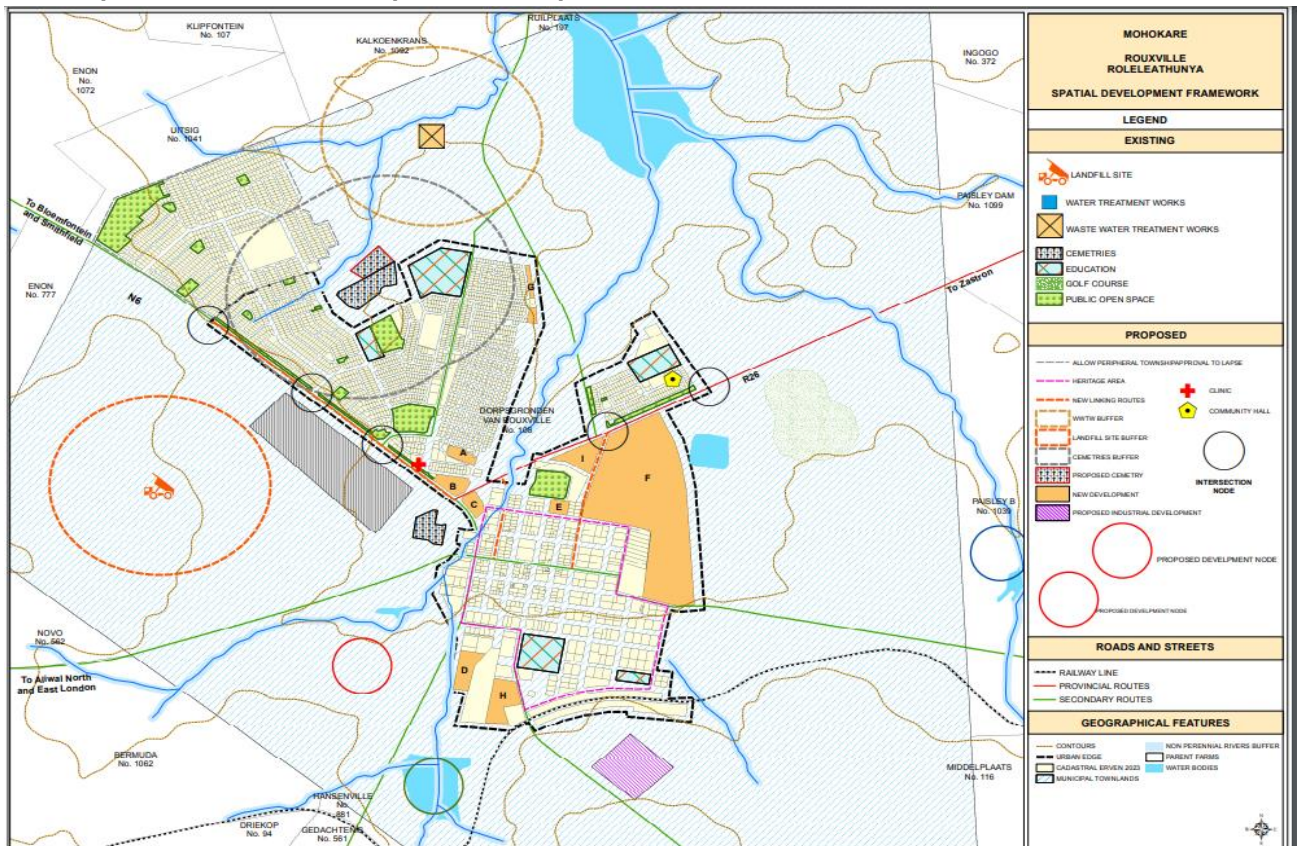 RUILPLAATS
No. 197
KLIPFONTEIN
No. 107
KALKOENKRANS
No. 1092
INGOGO
No. 372
ENON
No.
1072
UITSIG
No. 1041
PAISLEY DAM
No. 1099
To Bloemfontein
and Smithfield
ENON
No. 777
N6
To Zastron
R26
G
DORPSGRONDEN
VAN ROUXVILLE
No. 108
A
B
C
I
E
F
PAISLEY B
No. 1039
NOVO
No. 562
To Aliwal North
and East London
D
H
BERMUDA
No. 1062
HANSENVILLE
No
881
DRIEKOP
No. 94
GEDACHTENIS
No. 561
MIDDELPLAATS
No. 116
MOHOKARE
ROUXVILLE
ROLELEATHUNYA
SPATIAL DEVELOPMENT FRAMEWORK
LEGEND
EXISTING
LANDFILL SITE
WATER TREATMENT WORKS
WASTE WATER TREATMENT WORKS
CEMETRIES
EDUCATION
GOLF COURSE
PUBLIC OPEN SPACE
PROPOSED
ALLOW PERIPHERAL TOWNSHIPAPPROVAL TO LAPSE
HERITAGE AREA
NEW LINKING ROUTES
WWTW BUFFER
LANDFILL SITE BUFFER
CEMETRIES BUFFER
PROPOSED CEMETRY
NEW DEVELOPMENT
PROPOSED INDUSTRIAL DEVELOPMENT
CLINIC
COMMUNITY HALL
INTERSECTION
NODE
PROPOSED DEVELPMENT NODE
PROPOSED DEVELPMENT NODE
ROADS AND STREETS
RAILWAY LINE
PROVINCIAL ROUTES
SECONDARY ROUTES
GEOGRAPHICAL FEATURES
CONTOURS
URBAN EDGE
CADASTRAL ERVEN 2023
MUNICIPAL TOWNLANDS
NON PERENNIAL RIVERS BUFFER
PARENT FARMS
WATER BODIES